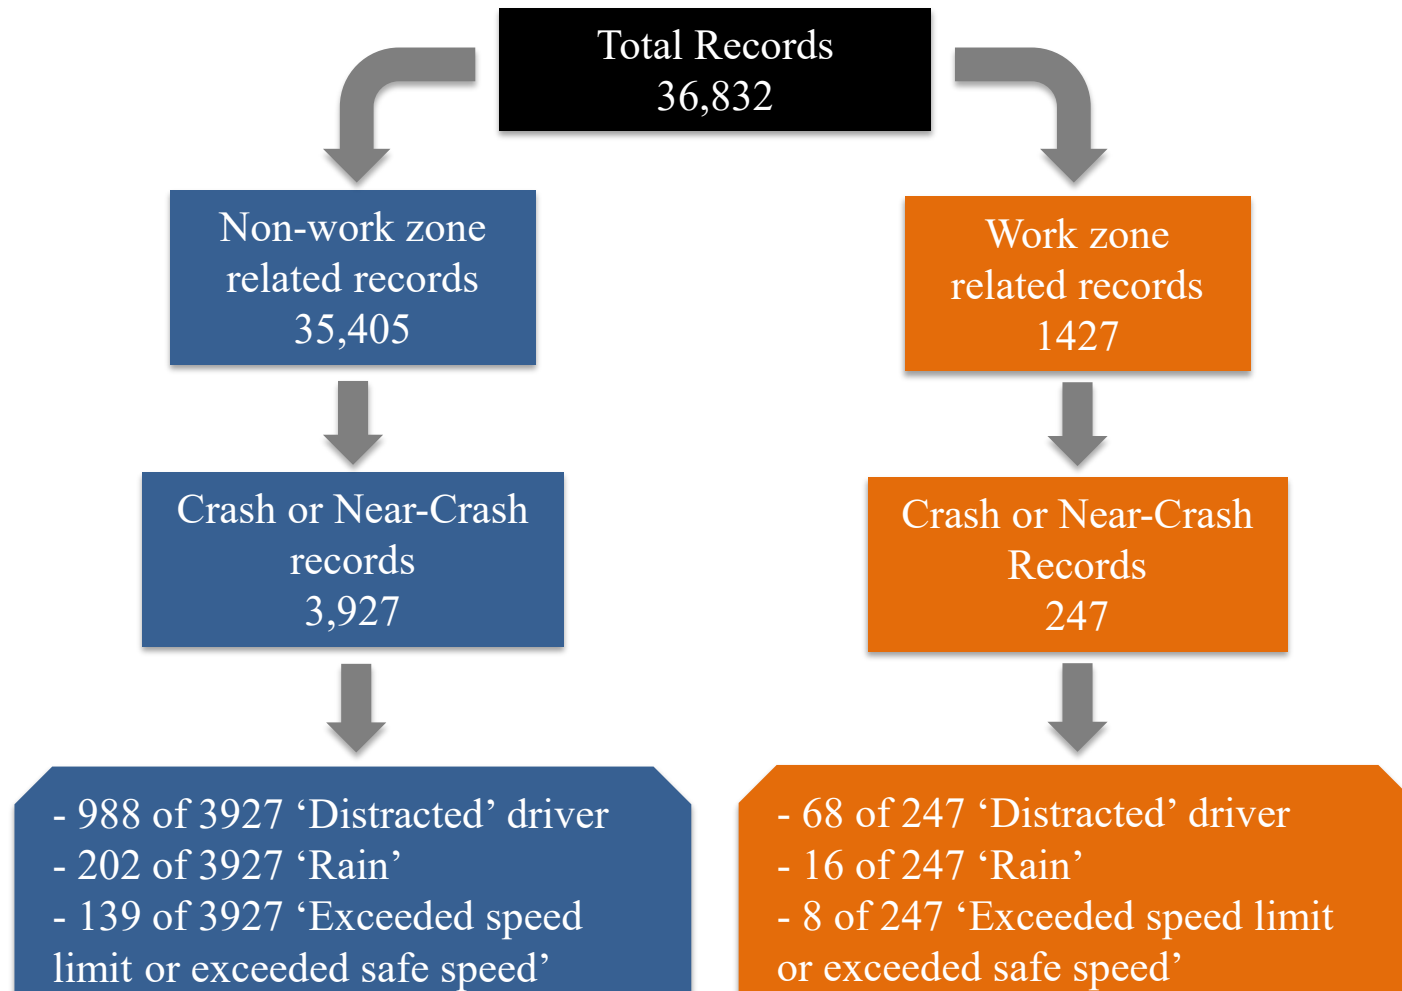 Total Records
36,832
Non-work zone
related records
35,405
Work zone
related records
1427
Crash or Near-Crash
records
3,927
Crash or Near-Crash
Records
247
- 988 of 3927 ‘Distracted’ driver
- 202 of 3927 ‘Rain’
- 139 of 3927 ‘Exceeded speed
limit or exceeded safe speed’
- 68 of 247 ‘Distracted’ driver
- 16 of 247 ‘Rain’
- 8 of 247 ‘Exceeded speed limit
or exceeded safe speed’